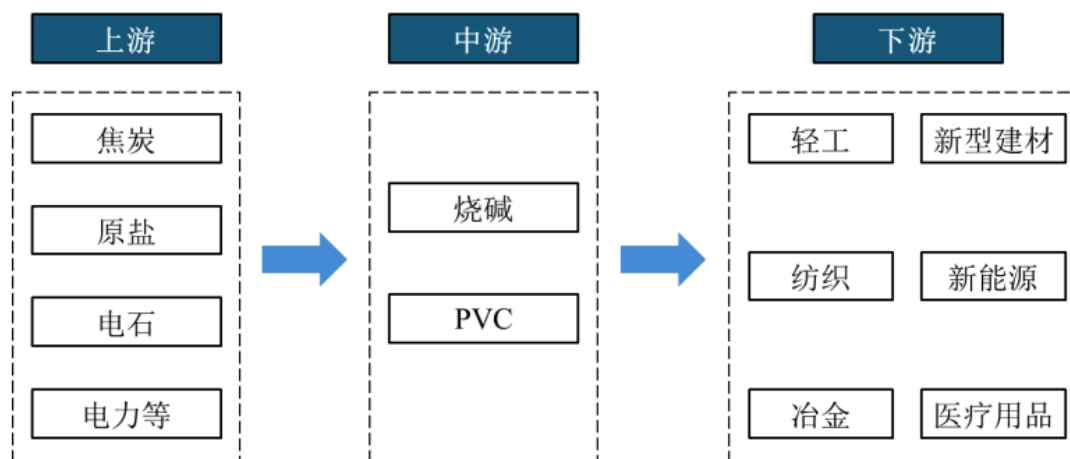 上游
中游
下游
焦炭
原盐
电石
电力等
烧碱
PVC
轻工
新型建材
纺织
新能源
冶金
医疗用品